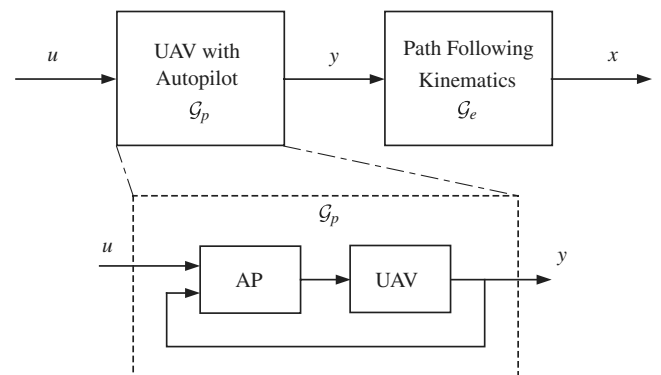 u
UAV with
Autopilot
𝒢ₚ
y
Path Following
Kinematics
𝒢ₑ
x
𝒢ₚ
u
AP
UAV
y